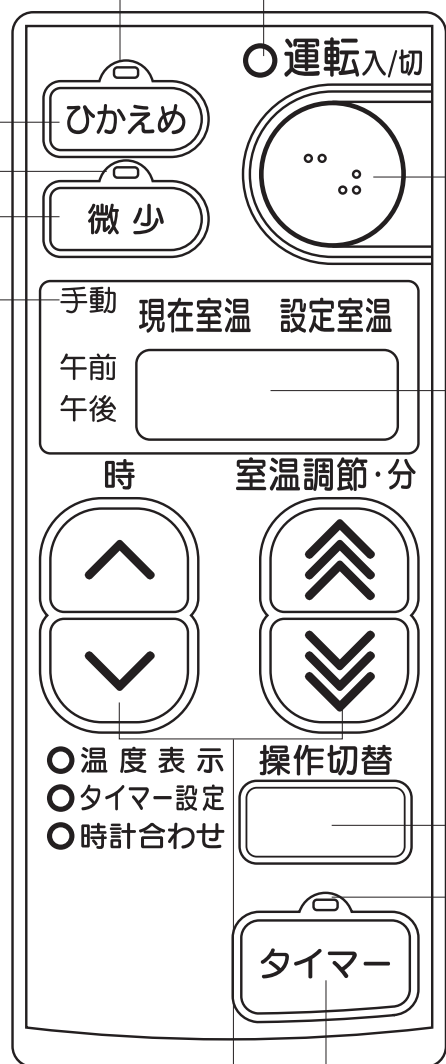 運転入/切
ひかえめ
微少
手動
現在室温 設定室温
午前
午後
時 室温調節・分
温度表示
タイマー設定
時計合わせ
操作切替
タイマー